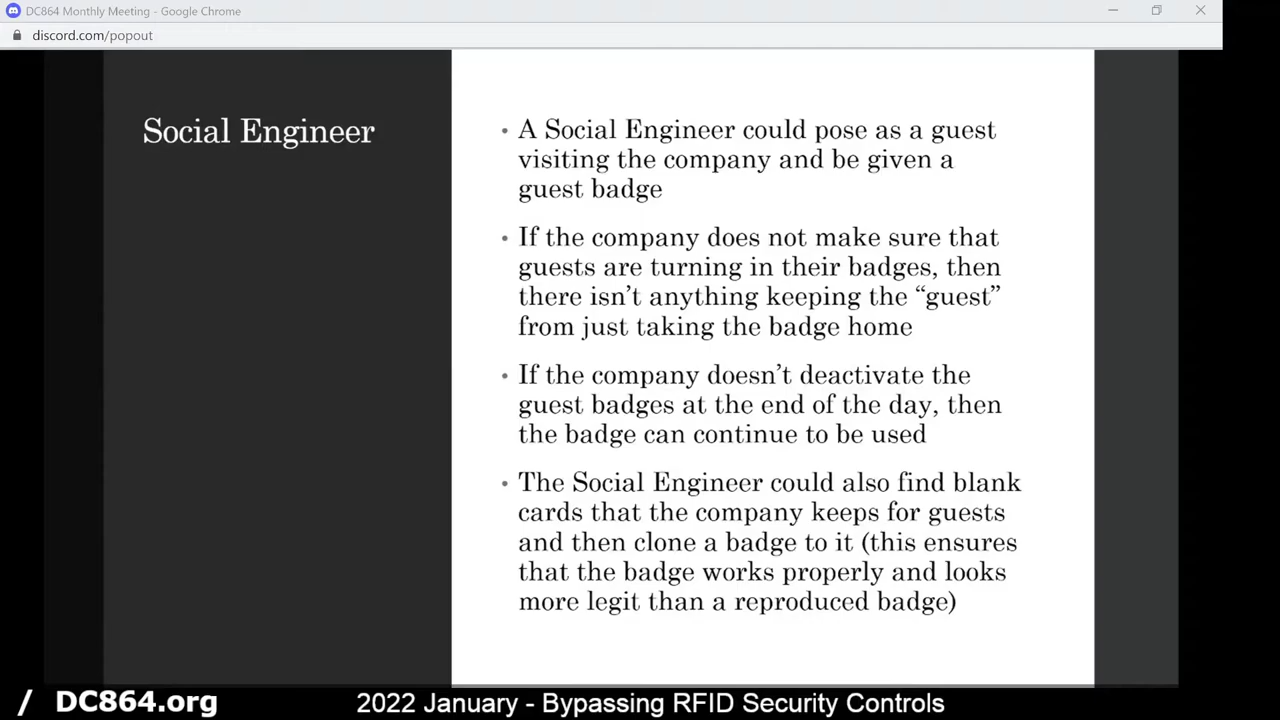 DC864 Monthly Meeting - Google Chrome
discord.com/popout
Social Engineer
• A Social Engineer could pose as a guest
visiting the company and be given a
guest badge
• If the company does not make sure that
guests are turning in their badges, then
there isn’t anything keeping the “guest”
from just taking the badge home
• If the company doesn’t deactivate the
guest badges at the end of the day, then
the badge can continue to be used
• The Social Engineer could also find blank
cards that the company keeps for guests
and then clone a badge to it (this ensures
that the badge works properly and looks
more legit than a reproduced badge)
/ DC864.org
2022 January - Bypassing RFID Security Controls